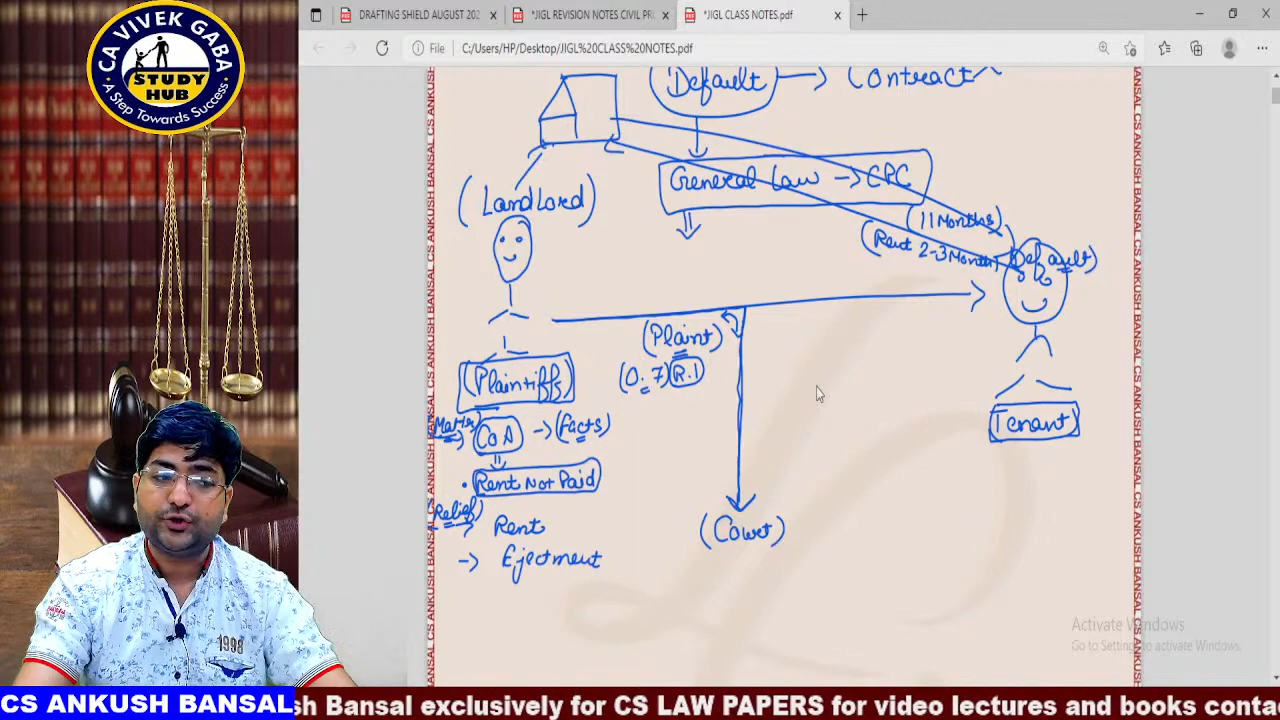 CA VIVEK GABA
STUDY
HUB
A Step Towards Success
DRAFTING SHIELD AUGUST 202
*JIGL REVISION NOTES CIVIL PR
*JIGL CLASS NOTES.pdf
File
C:/Users/HP/Desktop/JIGL%20CLASS%20NOTES.pdf
Default → Contract
(LandLord)
General Law → CPC
(11 Months)
(Rent 2-3 Month)
Default)
(Plaint)
(O. 7) R.1
(Plaintiffs)
CoA → (Facts)
Rent Not Paid
Relief)
→ Rent
→ Ejectment
(Court)
Tenant
1998
CS ANKUSH BANSAL
Activate Windows
Go to Settings to activate Windows.
CS ANKUSH BANSAL
sh Bansal exclusively for CS LAW PAPERS for video lectures and books conta